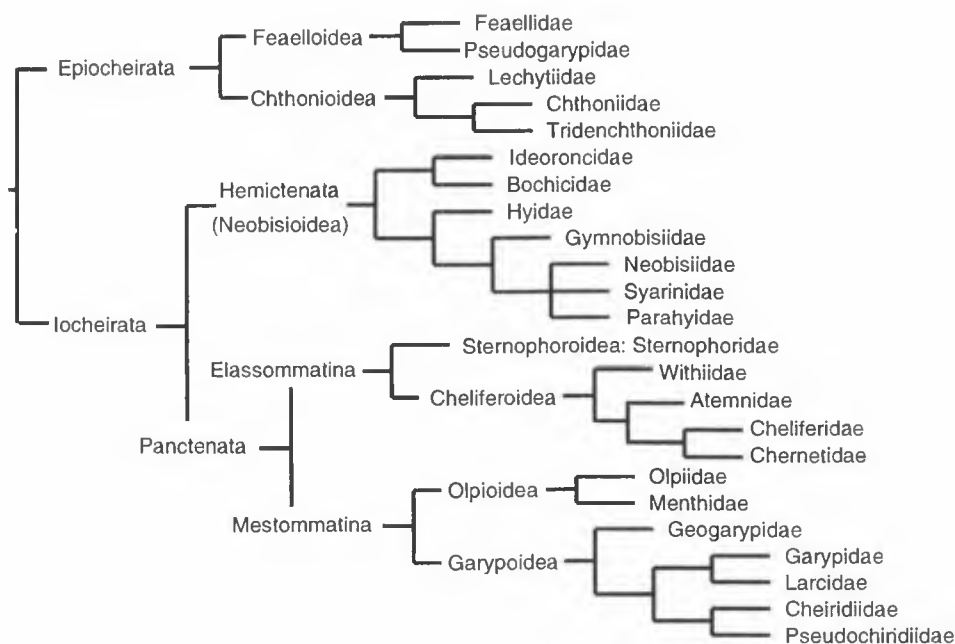 Feaellidae
Feaelloidea
Pseudogarypidae
Epiocheirata
Lechytiidae
Chthonioidea
Chthoniidae
Tridenchthoniidae
Ideoroncidae
Hemictenata
Bochicidae
(Neobisioidea)
Hyidae
Gymnobisiidae
Neobisiidae
Syarinidae
Iocheirata
Parahyidae
Sternophoroidea: Sternophoridae
Elassommatina
Withiidae
Cheliferoidea
Atemnidae
Cheliferidae
Panctenata
Chernetidae
Olpiidae
Olpioidea
Menthidae
Mestommatina
Geogarypidae
Garypoidea
Garypidae
Larcidae
Cheiridiidae
Pseudochiridiidae